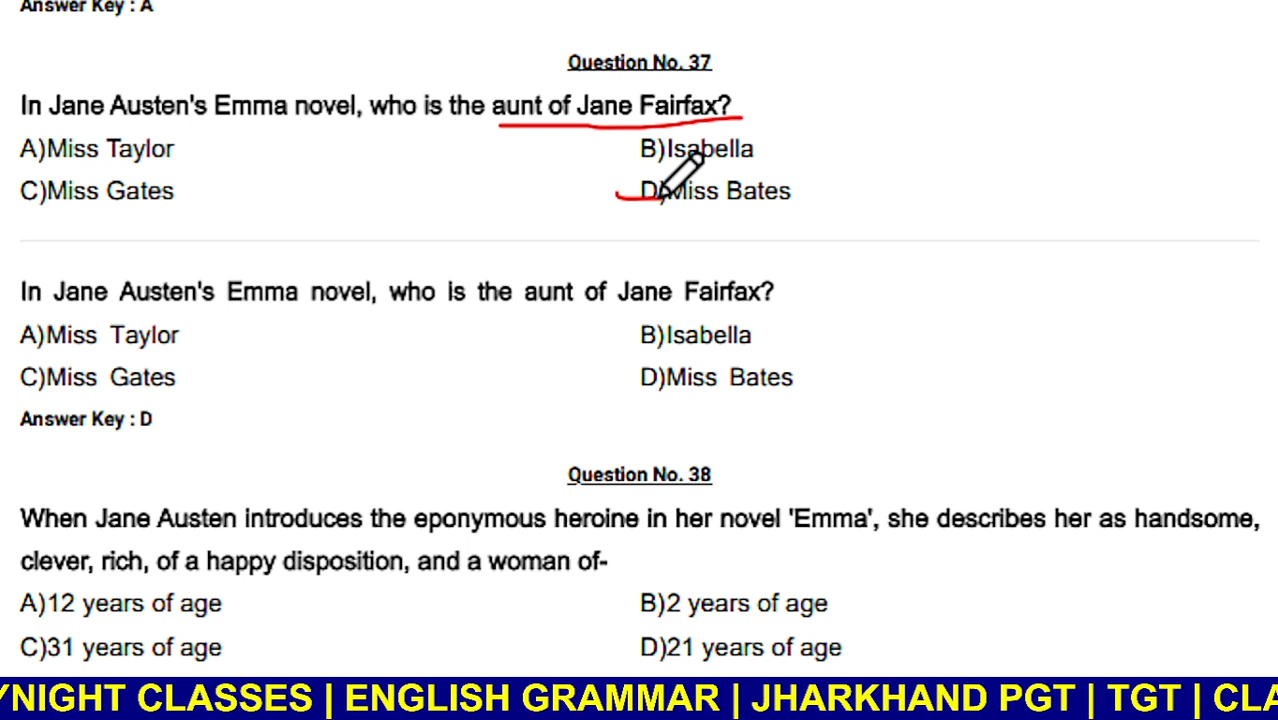 Answer Key : A
Question No. 37
In Jane Austen's Emma novel, who is the aunt of Jane Fairfax?
A)Miss Taylor B)Isabella
C)Miss Gates D)Miss Bates
In Jane Austen's Emma novel, who is the aunt of Jane Fairfax?
A)Miss Taylor B)Isabella
C)Miss Gates D)Miss Bates
Answer Key : D
Question No. 38
When Jane Austen introduces the eponymous heroine in her novel 'Emma', she describes her as handsome,
clever, rich, of a happy disposition, and a woman of-
A)12 years of age B)2 years of age
C)31 years of age D)21 years of age
YNIGHT CLASSES | ENGLISH GRAMMAR | JHARKHAND PGT | TGT | CLA